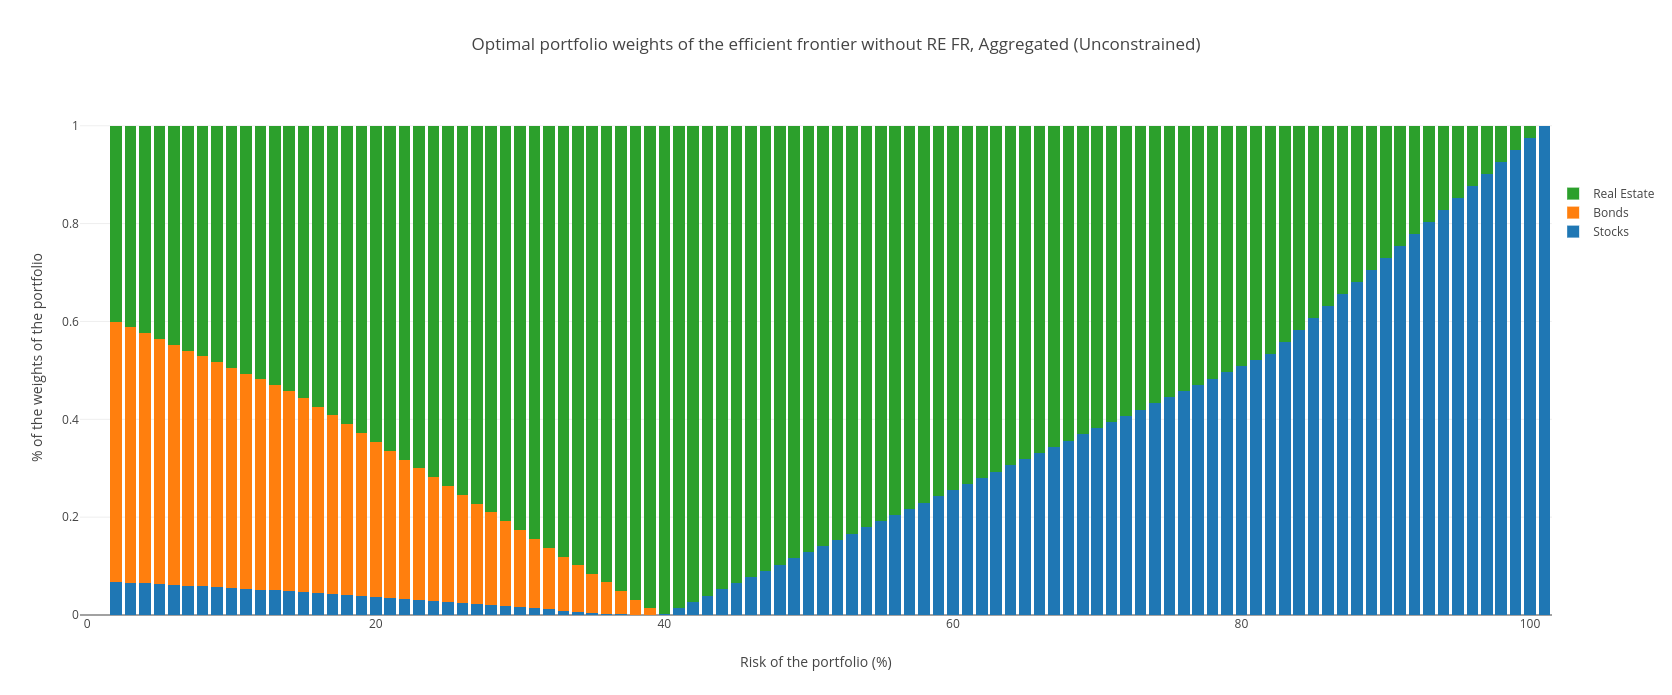 Optimal portfolio weights of the efficient frontier without RE FR, Aggregated (Unconstrained)
% of the weights of the portfolio
1
0.8
0.6
0.4
0.2
0
0
20
40
60
80
100
Risk of the portfolio (%)
Real Estate
Bonds
Stocks